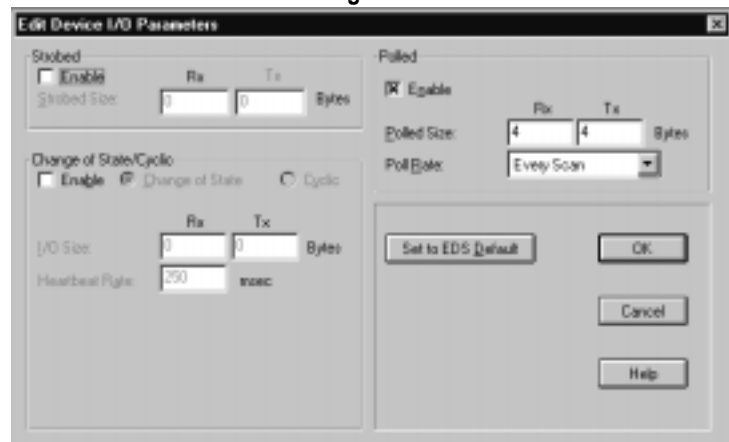 Edit Device I/O Parameters
Strobed
Enable
Rx Tx
Strobed Size: 0 0 Bytes
Change of State/Cyclic
Enable Change of State Cyclic
Rx Tx
I/O Size: 0 0 Bytes
Heartbeat Rate: 250 msec
Polled
Enable
Rx Tx
Polled Size: 4 4 Bytes
Poll Rate: Every Scan
Set to EDS Default
OK
Cancel
Help